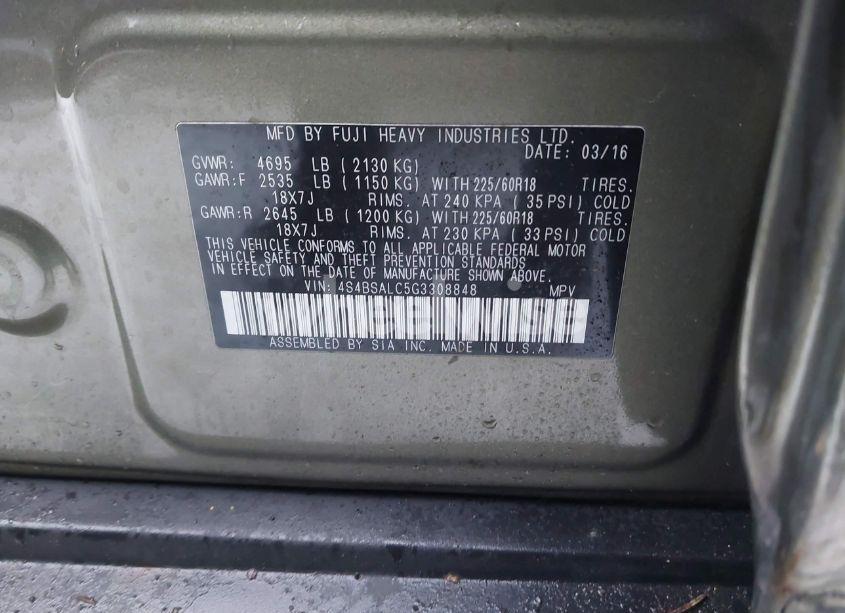 MFD BY FUJI HEAVY INDUSTRIES LTD.
DATE: 03/16
GVWR: 4695 LB ( 2130 KG)
GAWR:F 2535 LB ( 1150 KG) WITH 225/60R18 TIRES.
18X7J RIMS. AT 240 KPA ( 35 PSI) COLD
GAWR:R 2645 LB ( 1200 KG) WITH 225/60R18 TIRES.
18X7J RIMS. AT 230 KPA ( 33 PSI) COLD
THIS VEHICLE CONFORMS TO ALL APPLICABLE FEDERAL MOTOR
VEHICLE SAFETY AND THEFT PREVENTION STANDARDS
IN EFFECT ON THE DATE OF MANUFACTURE SHOWN ABOVE.
VIN: 4S4BSALC5G3308848 MPV
ASSEMBLED BY SIA INC. MADE IN U.S.A.